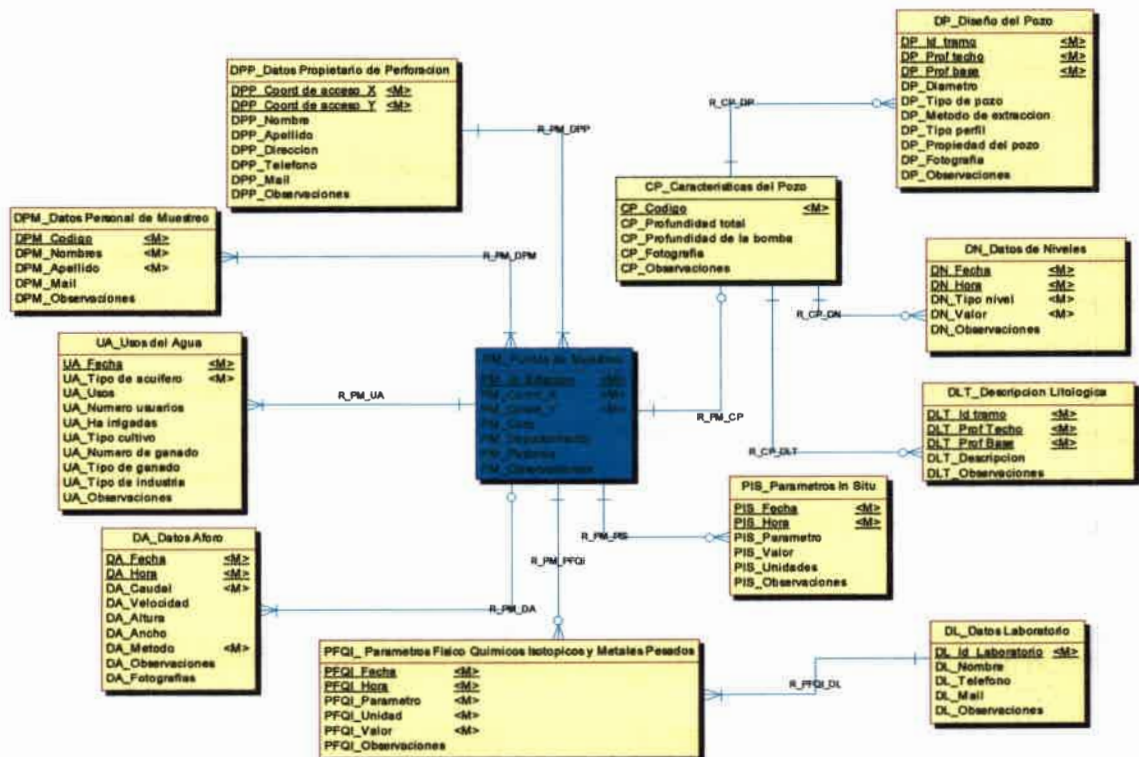 DP_Diseño del Pozo
DP_Id tramo <M>
DP_Prof techo <M>
DP_Prof base <M>
DP_Diametro
DP_Tipo de pozo
DP_Metodo de extraccion
DP_Tipo perfil
DP_Propiedad del pozo
DP_Fotografia
DP_Observaciones
DPP_Datos Propietario de Perforacion
DPP_Coord de acceso X <M>
DPP_Coord de acceso Y <M>
DPP_Nombre
DPP_Apellido
DPP_Direccion
DPP_Telefono
DPP_Mail
DPP_Observaciones
R_PM_DPP
R_CP_DP
CP_Caracteristicas del Pozo
CP_Codigo <M>
CP_Profundidad total
CP_Profundidad de la bomba
CP_Fotografia
CP_Observaciones
DPM_Datos Personal de Muestreo
DPM_Codigo <M>
DPM_Nombres <M>
DPM_Apellido <M>
DPM_Mail
DPM_Observaciones
R_PM_DPM
DN_Datos de Niveles
DN_Fecha <M>
DN_Hora <M>
DN_Tipo nivel <M>
DN_Valor <M>
DN_Observaciones
R_CP_DN
UA_Usos del Agua
UA_Fecha <M>
UA_Tipo de acuifero <M>
UA_Usos
UA_Numero usuarios
UA_Ha irrigadas
UA_Tipo cultivo
UA_Numero de ganado
UA_Tipo de ganado
UA_Tipo de industria
UA_Observaciones
R_PM_UA
PM_Observaciones
R_PM_CP
DLT_Descripcion Litologica
DLT_Id tramo <M>
DLT_Prof Techo <M>
DLT_Prof Base <M>
DLT_Descripcion
DLT_Observaciones
R_CP_DLT
PIS_Parametros In Situ
PIS_Fecha <M>
PIS_Hora <M>
PIS_Parametro
PIS_Valor
PIS_Unidades
PIS_Observaciones
R_PM_PIS
R_PM_PFQI
DA_Datos Aforo
DA_Fecha <M>
DA_Hora <M>
DA_Caudal <M>
DA_Velocidad
DA_Altura
DA_Ancho
DA_Metodo <M>
DA_Observaciones
DA_Fotografias
R_PM_DA
PFQI_ Parametros Fisico Quimicos Isotopicos y Metales Pesados
PFQI_Fecha <M>
PFQI_Hora <M>
PFQI_Parametro <M>
PFQI_Unidad <M>
PFQI_Valor <M>
PFQI_Observaciones
R_PFQI_DL
DL_Datos Laboratorio
DL_Id_Laboratorio <M>
DL_Nombre
DL_Telefono
DL_Mail
DL_Observaciones